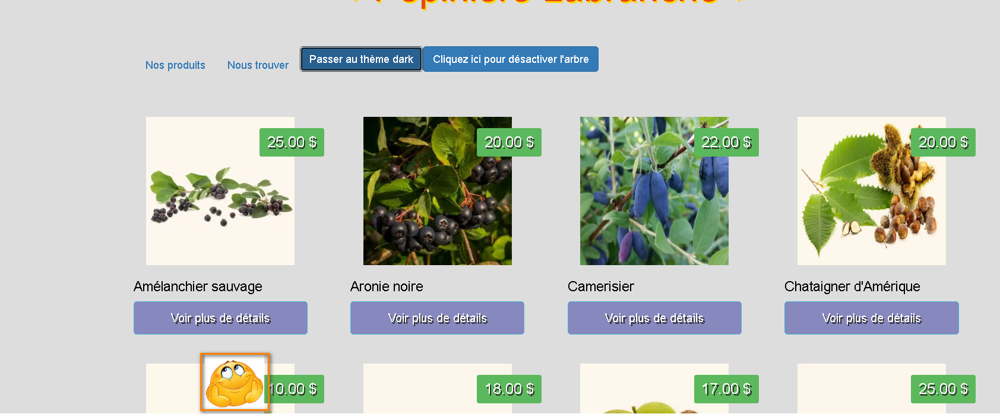 Nos produits
Nous trouver
Passer au thème dark
Cliquez ici pour désactiver l'arbre
25.00 $
20.00 $
22.00 $
20.00 $
Amélanchier sauvage
Aronie noire
Camerisier
Chataigner d'Amérique
Voir plus de détails
Voir plus de détails
Voir plus de détails
Voir plus de détails
10.00 $
18.00 $
17.00 $
25.00 $